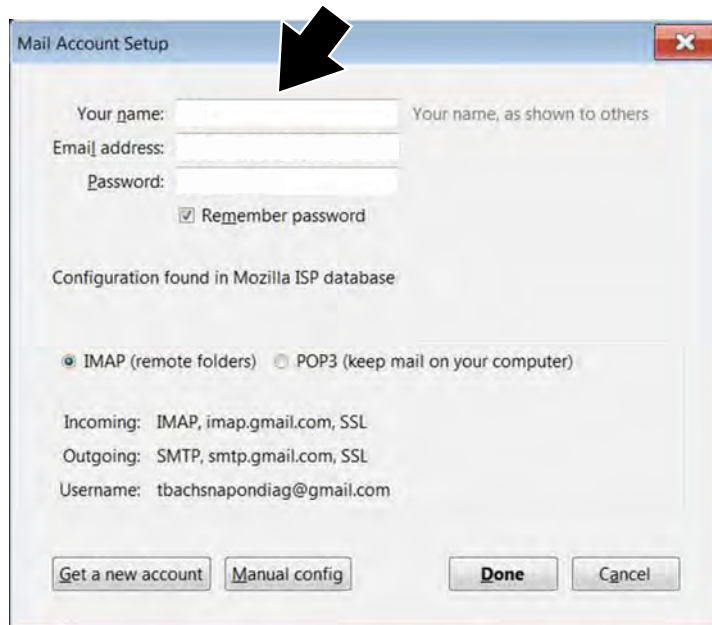 Mail Account Setup
Your name: Your name, as shown to others
Email address:
Password:
Remember password
Configuration found in Mozilla ISP database
IMAP (remote folders) POP3 (keep mail on your computer)
Incoming: IMAP, imap.gmail.com, SSL
Outgoing: SMTP, smtp.gmail.com, SSL
Username: tbachsnapondiag@gmail.com
Get a new account Manual config Done Cancel